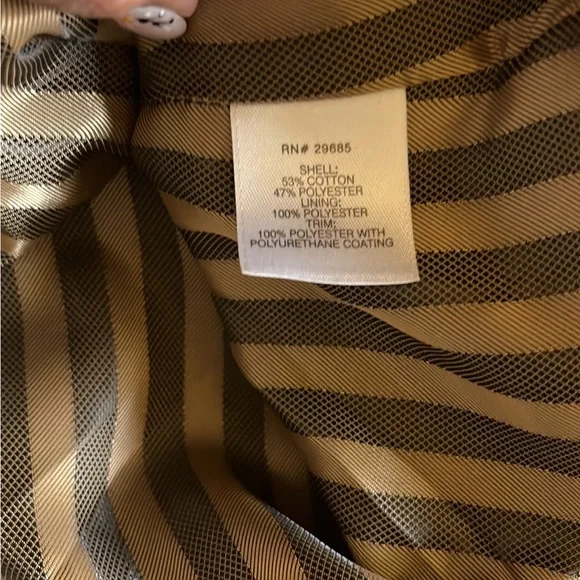 RN# 29685
SHELL:
53% COTTON
47% POLYESTER
LINING:
100% POLYESTER
TRIM:
100% POLYESTER WITH
POLYURETHANE COATING